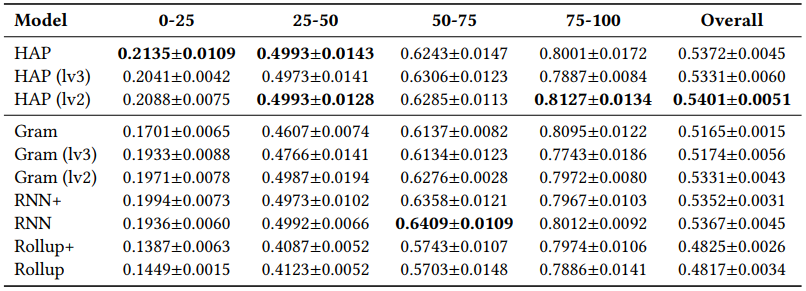 Model 0-25 25-50 50-75 75-100 Overall
HAP 0.2135±0.0109 0.4993±0.0143 0.6243±0.0147 0.8001±0.0172 0.5372±0.0045
HAP (lv3) 0.2041±0.0042 0.4973±0.0141 0.6306±0.0123 0.7887±0.0084 0.5331±0.0060
HAP (lv2) 0.2088±0.0075 0.4993±0.0128 0.6285±0.0113 0.8127±0.0134 0.5401±0.0051
Gram 0.1701±0.0065 0.4607±0.0074 0.6137±0.0082 0.8095±0.0122 0.5165±0.0015
Gram (lv3) 0.1933±0.0088 0.4766±0.0141 0.6134±0.0123 0.7743±0.0186 0.5174±0.0056
Gram (lv2) 0.1971±0.0078 0.4987±0.0194 0.6276±0.0028 0.7972±0.0080 0.5331±0.0043
RNN+ 0.1994±0.0073 0.4973±0.0102 0.6358±0.0121 0.7967±0.0103 0.5352±0.0031
RNN 0.1936±0.0060 0.4992±0.0066 0.6409±0.0109 0.8012±0.0092 0.5367±0.0045
Rollup+ 0.1387±0.0063 0.4087±0.0052 0.5743±0.0107 0.7974±0.0106 0.4825±0.0026
Rollup 0.1449±0.0015 0.4123±0.0052 0.5703±0.0148 0.7886±0.0141 0.4817±0.0034